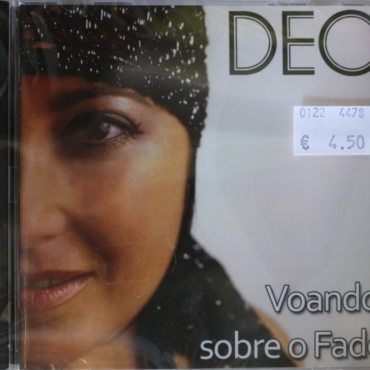 DEO
0122 4478
€ 4.50
Voando
sobre o Fado